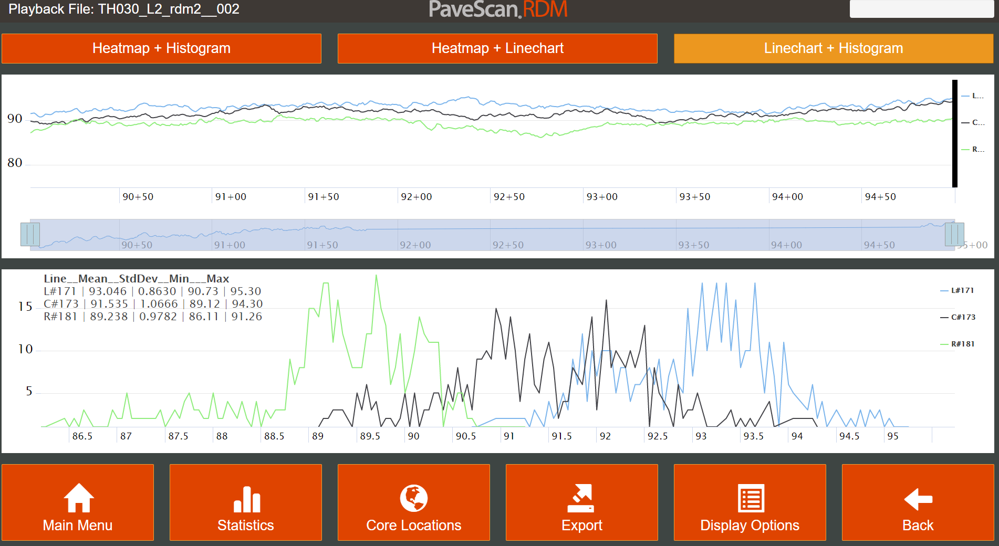 Playback File: TH030_L2_rdm2__002
PaveScan®RDM
Heatmap + Histogram
Heatmap + Linechart
Linechart + Histogram
90
80
L...
C...
R...
90+50
91+00
91+50
92+00
92+50
93+00
93+50
94+00
94+50
90+50
91+00
91+50
92+00
92+50
93+00
93+50
94+00
94+50
95+00
Line__Mean__StdDev__Min___Max
L#171 | 93.046 | 0.8630 | 90.73 | 95.30
C#173 | 91.535 | 1.0666 | 89.12 | 94.30
R#181 | 89.238 | 0.9782 | 86.11 | 91.26
15
10
5
L#171
C#173
R#181
86.5
87
87.5
88
88.5
89
89.5
90
90.5
91
91.5
92
92.5
93
93.5
94
94.5
95
Main Menu
Statistics
Core Locations
Export
Display Options
Back